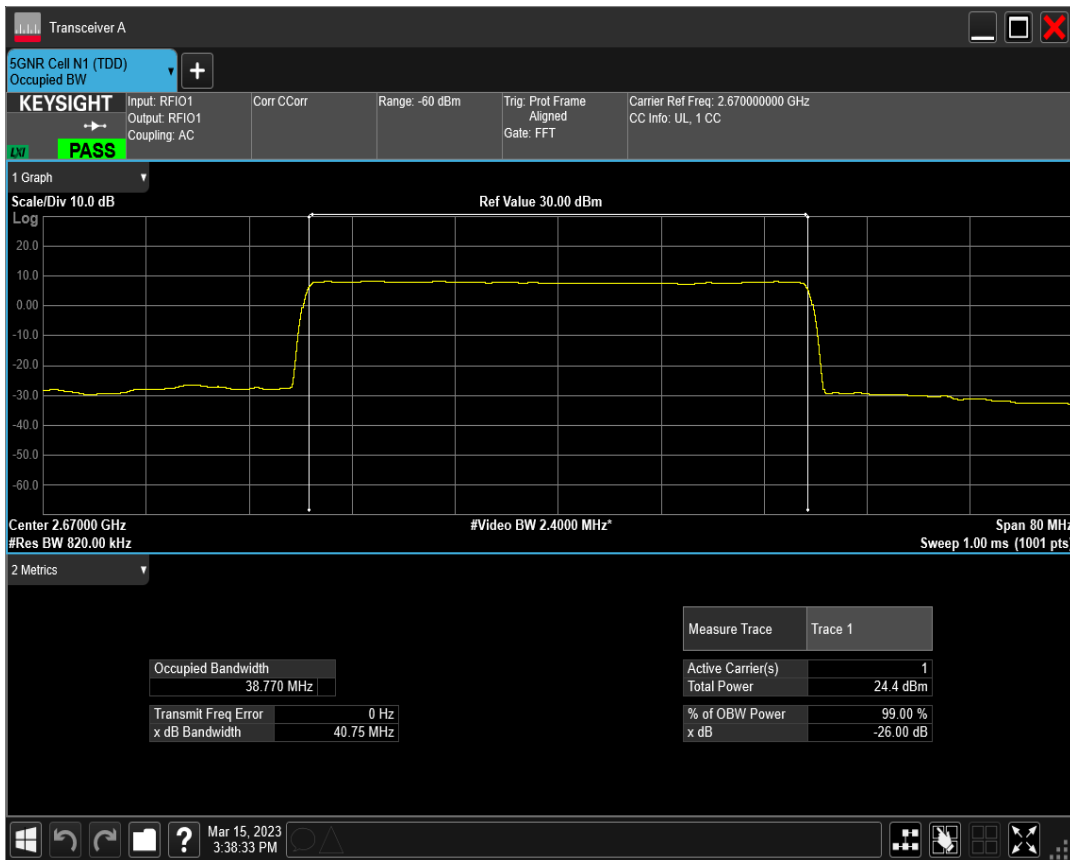 Transceiver A
5GNR Cell N1 (TDD)
Occupied BW
+
KEYSIGHT
LXI
PASS
Input: RFIO1
Output: RFIO1
Coupling: AC
Corr CCorr
Range: -60 dBm
Trig: Prot Frame
Aligned
Gate: FFT
Carrier Ref Freq: 2.670000000 GHz
CC Info: UL, 1 CC
1 Graph
Scale/Div 10.0 dB
Ref Value 30.00 dBm
Log
20.0
10.0
0.00
-10.0
-20.0
-30.0
-40.0
-50.0
-60.0
Center 2.67000 GHz
#Video BW 2.4000 MHz*
Span 80 MHz
#Res BW 820.00 kHz
Sweep 1.00 ms (1001 pts)
2 Metrics
Measure Trace Trace 1
Occupied Bandwidth
38.770 MHz
Active Carrier(s) 1
Total Power 24.4 dBm
Transmit Freq Error 0 Hz
x dB Bandwidth 40.75 MHz
% of OBW Power 99.00 %
x dB -26.00 dB
?
Mar 15, 2023
3:38:33 PM